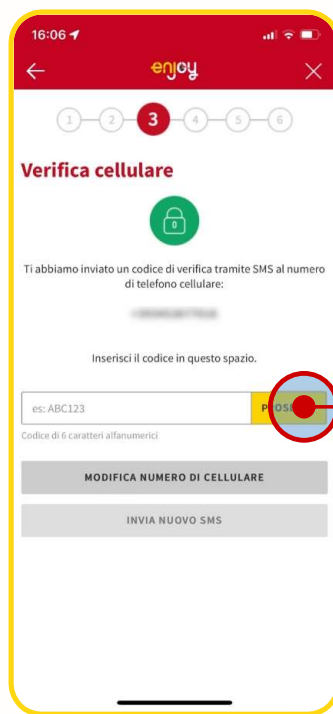 16:06
enjoy
1 2 3 4 5 6
Verifica cellulare
Ti abbiamo inviato un codice di verifica tramite SMS al numero
di telefono cellulare:
Inserisci il codice in questo spazio.
es: ABC123
Codice di 6 caratteri alfanumerici
MODIFICA NUMERO DI CELLULARE
INVIA NUOVO SMS